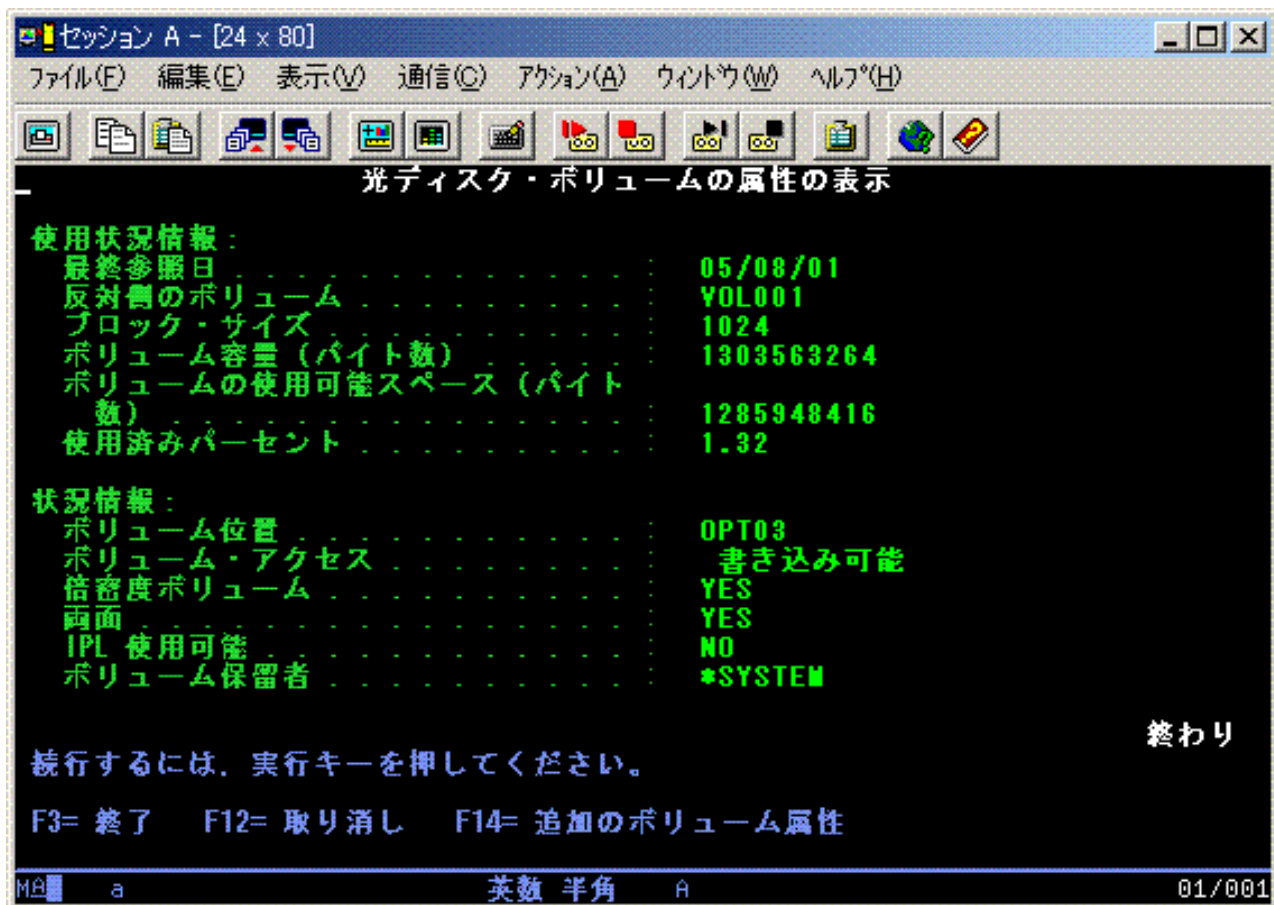 セッション A - [24 x 80]
ファイル(F) 編集(E) 表示(V) 通信(C) アクション(A) ウィンドウ(W) ヘルプ(H)
光ディスク・ボリュームの属性の表示
使用状況情報:
最終参照日 . . . . . . . . . . . . . : 05/08/01
反対側のボリューム . . . . . . . . . : VOL001
ブロック・サイズ . . . . . . . . . . : 1024
ボリューム容量(バイト数) . . . . . : 1303563264
ボリュームの使用可能スペース(バイト
数) . . . . . . . . . . . . . . . . : 1285948416
使用済みパーセント . . . . . . . . . : 1.32
状況情報:
ボリューム位置 . . . . . . . . . . . : OPT03
ボリューム・アクセス . . . . . . . . : 書き込み可能
倍密度ボリューム . . . . . . . . . . : YES
両面 . . . . . . . . . . . . . . . . : YES
IPL 使用可能 . . . . . . . . . . . . : NO
ボリューム保留者 . . . . . . . . . . : *SYSTEM
終わり
続行するには,実行キーを押してください。
F3= 終了 F12= 取り消し F14= 追加のボリューム属性
MA a 英数 半角 A 01/001